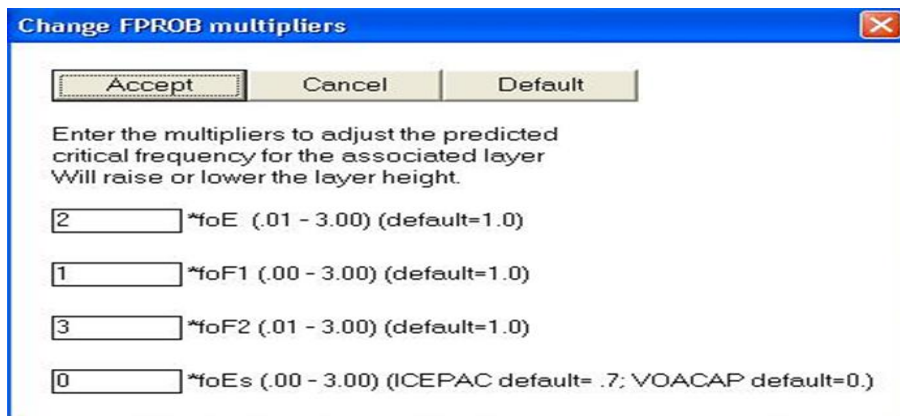 Change FPROB multipliers
Accept Cancel Default
Enter the multipliers to adjust the predicted
critical frequency for the associated layer
Will raise or lower the layer height.
2 *foE (.01 - 3.00) (default=1.0)
1 *foF1 (.00 - 3.00) (default=1.0)
3 *foF2 (.01 - 3.00) (default=1.0)
0 *foEs (.00 - 3.00) (ICEPAC default= .7; VOACAP default=0.)